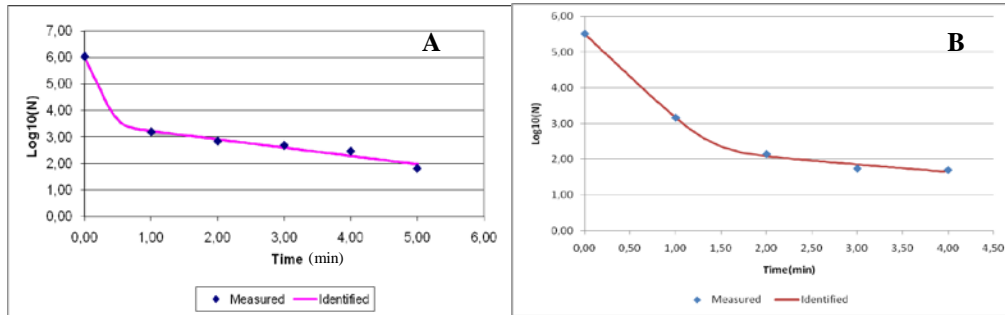 A
Log10(N)
7,00
6,00
5,00
4,00
3,00
2,00
1,00
0,00
0,00 1,00 2,00 3,00 4,00 5,00 6,00
Time (min)
Measured Identified
B
Log10(N)
6,00
5,00
4,00
3,00
2,00
1,00
0,00
0,00 0,50 1,00 1,50 2,00 2,50 3,00 3,50 4,00 4,50
Time(min)
Measured Identified